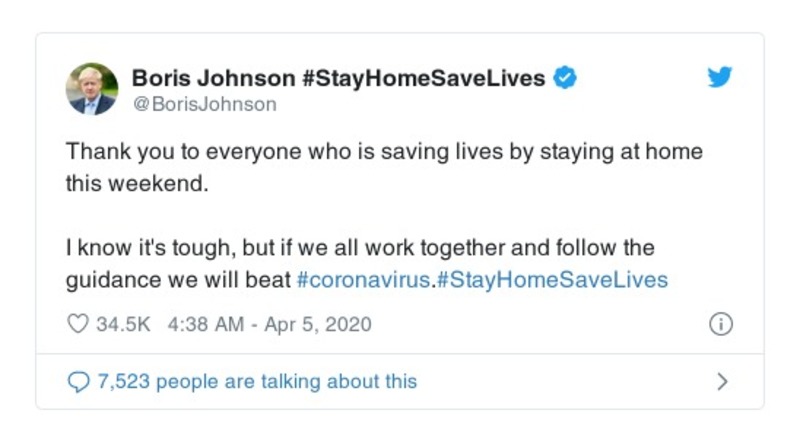 Boris Johnson #StayHomeSaveLives
@BorisJohnson
Thank you to everyone who is saving lives by staying at home
this weekend.
I know it's tough, but if we all work together and follow the
guidance we will beat #coronavirus.#StayHomeSaveLives
34.5K 4:38 AM - Apr 5, 2020
7,523 people are talking about this